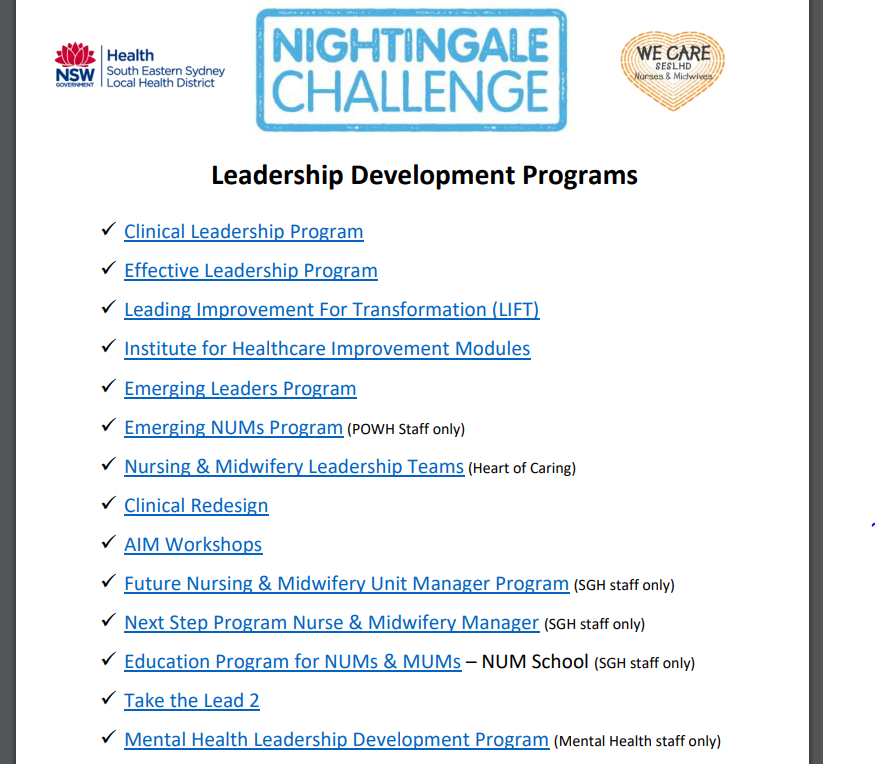 Health
South Eastern Sydney
Local Health District
NSW
GOVERNMENT
NIGHTINGALE
CHALLENGE
WE CARE
SESLHD
Nurses & Midwives
Leadership Development Programs
✓ Clinical Leadership Program
✓ Effective Leadership Program
✓ Leading Improvement For Transformation (LIFT)
✓ Institute for Healthcare Improvement Modules
✓ Emerging Leaders Program
✓ Emerging NUMs Program (POWH Staff only)
✓ Nursing & Midwifery Leadership Teams (Heart of Caring)
✓ Clinical Redesign
✓ AIM Workshops
✓ Future Nursing & Midwifery Unit Manager Program (SGH staff only)
✓ Next Step Program Nurse & Midwifery Manager (SGH staff only)
✓ Education Program for NUMs & MUMs – NUM School (SGH staff only)
✓ Take the Lead 2
✓ Mental Health Leadership Development Program (Mental Health staff only)